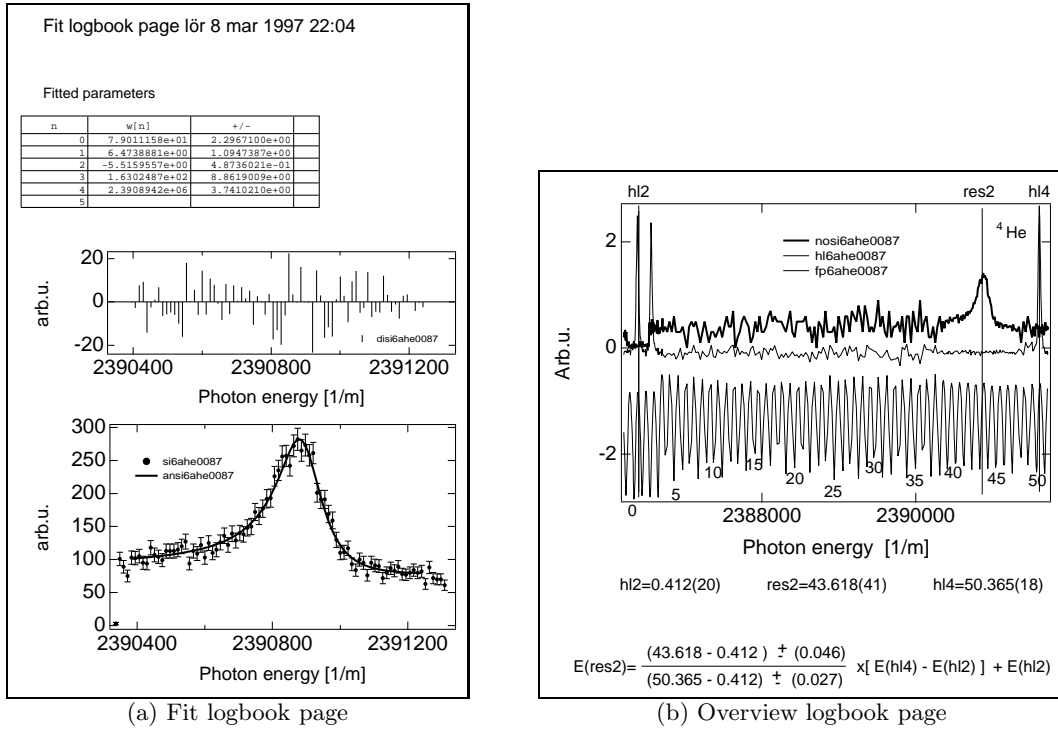 Fit logbook page lör 8 mar 1997 22:04
Fitted parameters
n w[n] +/-
0 7.9011158e+01 2.2967100e+00
1 6.4738881e+00 1.0947387e+00
2 -5.5159557e+00 4.8736021e-01
3 1.6302487e+02 8.8619009e+00
4 2.3908942e+06 3.7410210e+00
5
20
0
-20
arb.u.
disi6ahe0087
2390400 2390800 2391200
Photon energy [1/m]
300
250
200
150
100
50
0
arb.u.
si6ahe0087
ansi6ahe0087
2390400 2390800 2391200
Photon energy [1/m]
(a) Fit logbook page
hl2 res2 hl4
2
0
-2
Arb.u.
4 He
nosi6ahe0087
hl6ahe0087
fp6ahe0087
0 5 10 15 20 25 30 35 40 45 50
2388000 2390000
Photon energy [1/m]
hl2=0.412(20) res2=43.618(41) hl4=50.365(18)
(43.618 - 0.412 ) ± (0.046)
E(res2)= x[ E(hl4) - E(hl2) ] + E(hl2)
(50.365 - 0.412) ± (0.027)
(b) Overview logbook page